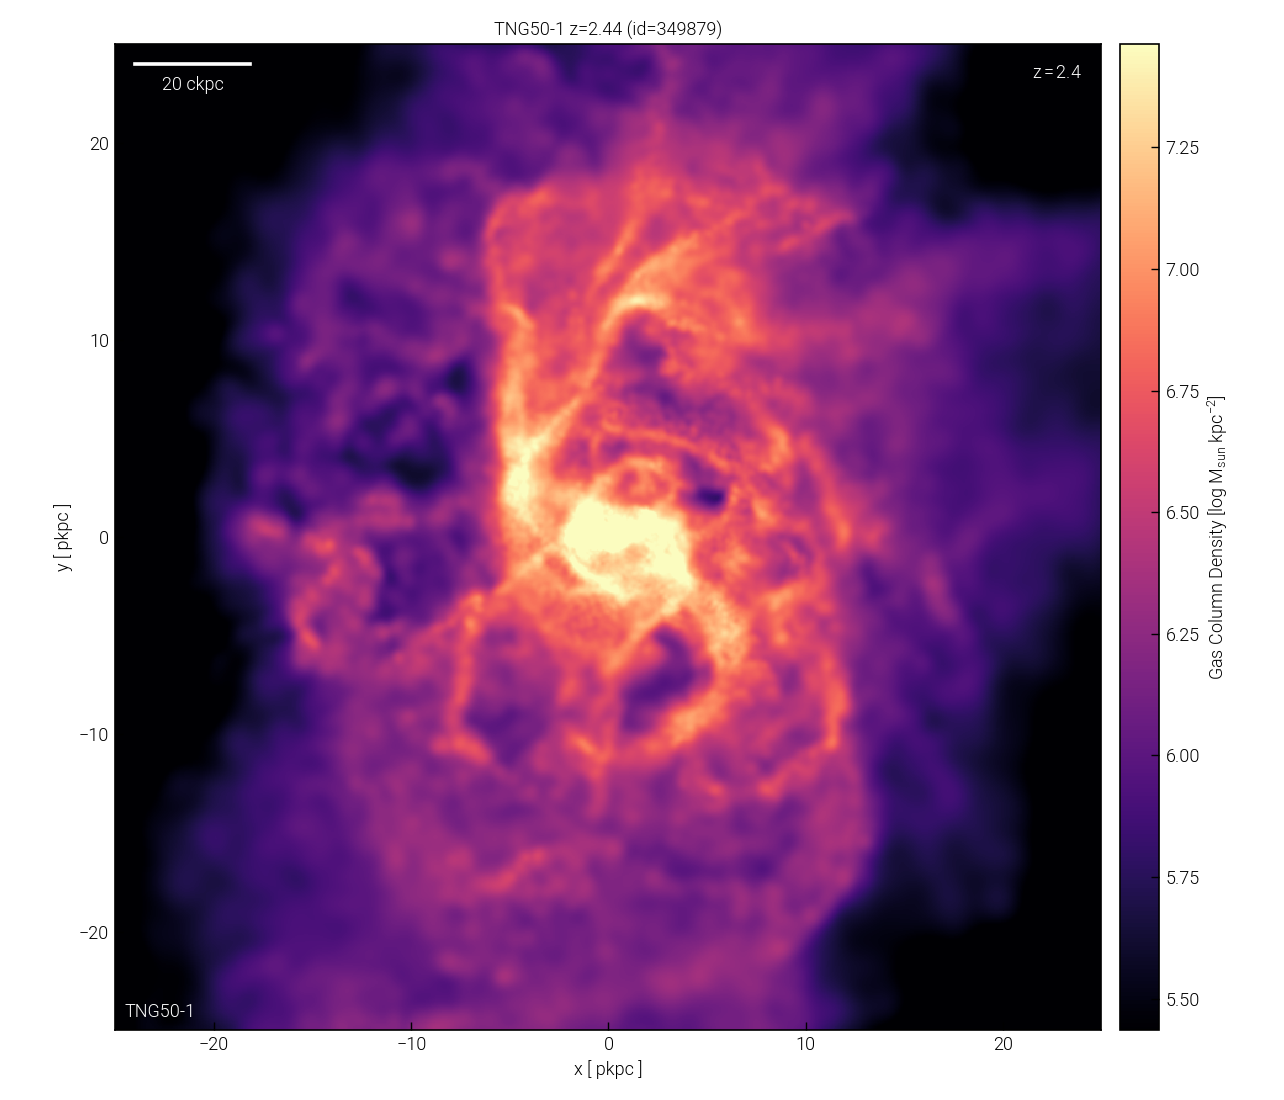 TNG50-1 z=2.44 (id=349879)
20 ckpc
z=2.4
20
10
0
−10
−20
y [ pkpc ]
TNG50-1
−20
−10
0
10
20
x [ pkpc ]
7.25
7.00
6.75
6.50
6.25
6.00
5.75
5.50
Gas Column Density [log M_sun kpc^−2]